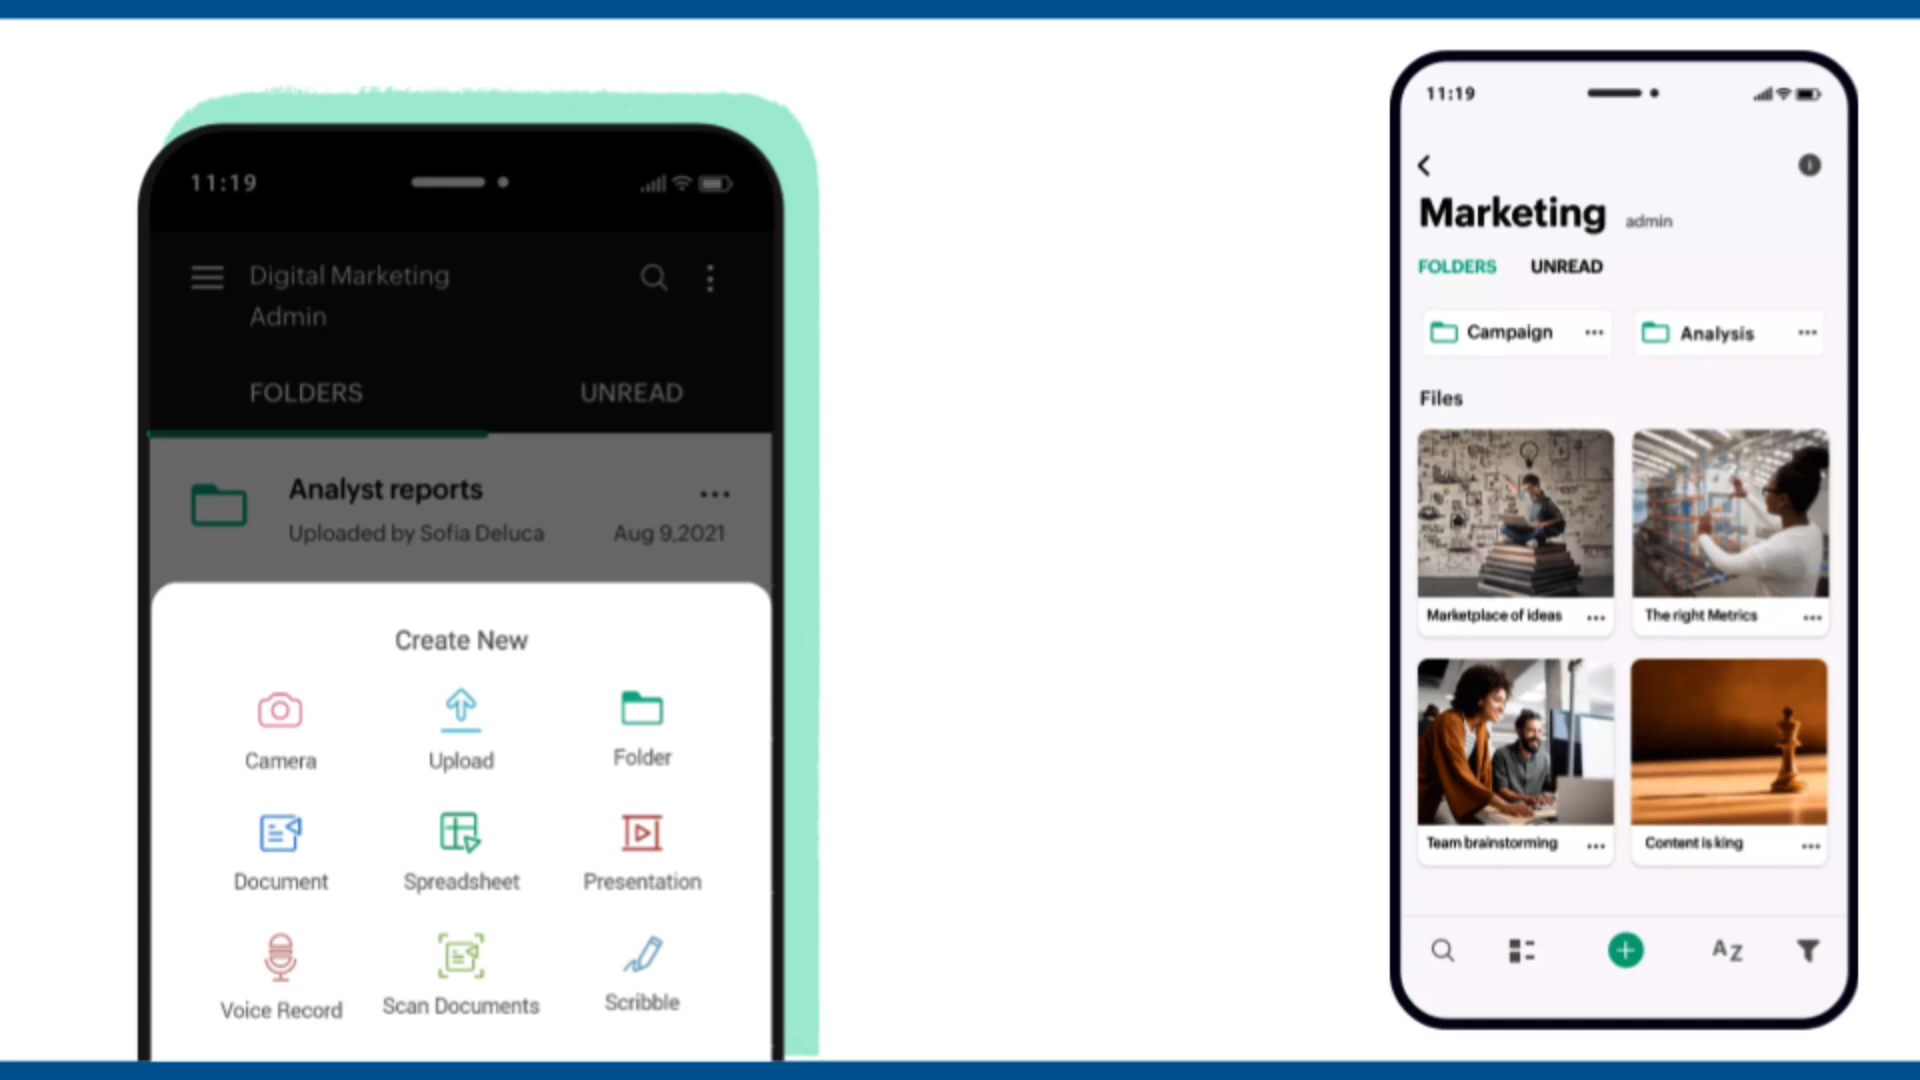 11:19
Digital Marketing
Admin
FOLDERS UNREAD
Analyst reports
Uploaded by Sofia Deluca Aug 9,2021
Create New
Camera Upload Folder
Document Spreadsheet Presentation
Voice Record Scan Documents Scribble
11:19
Marketing admin
FOLDERS UNREAD
Campaign Analysis
Files
Marketplace of ideas The right Metrics
Team brainstorming Content is king
AZ